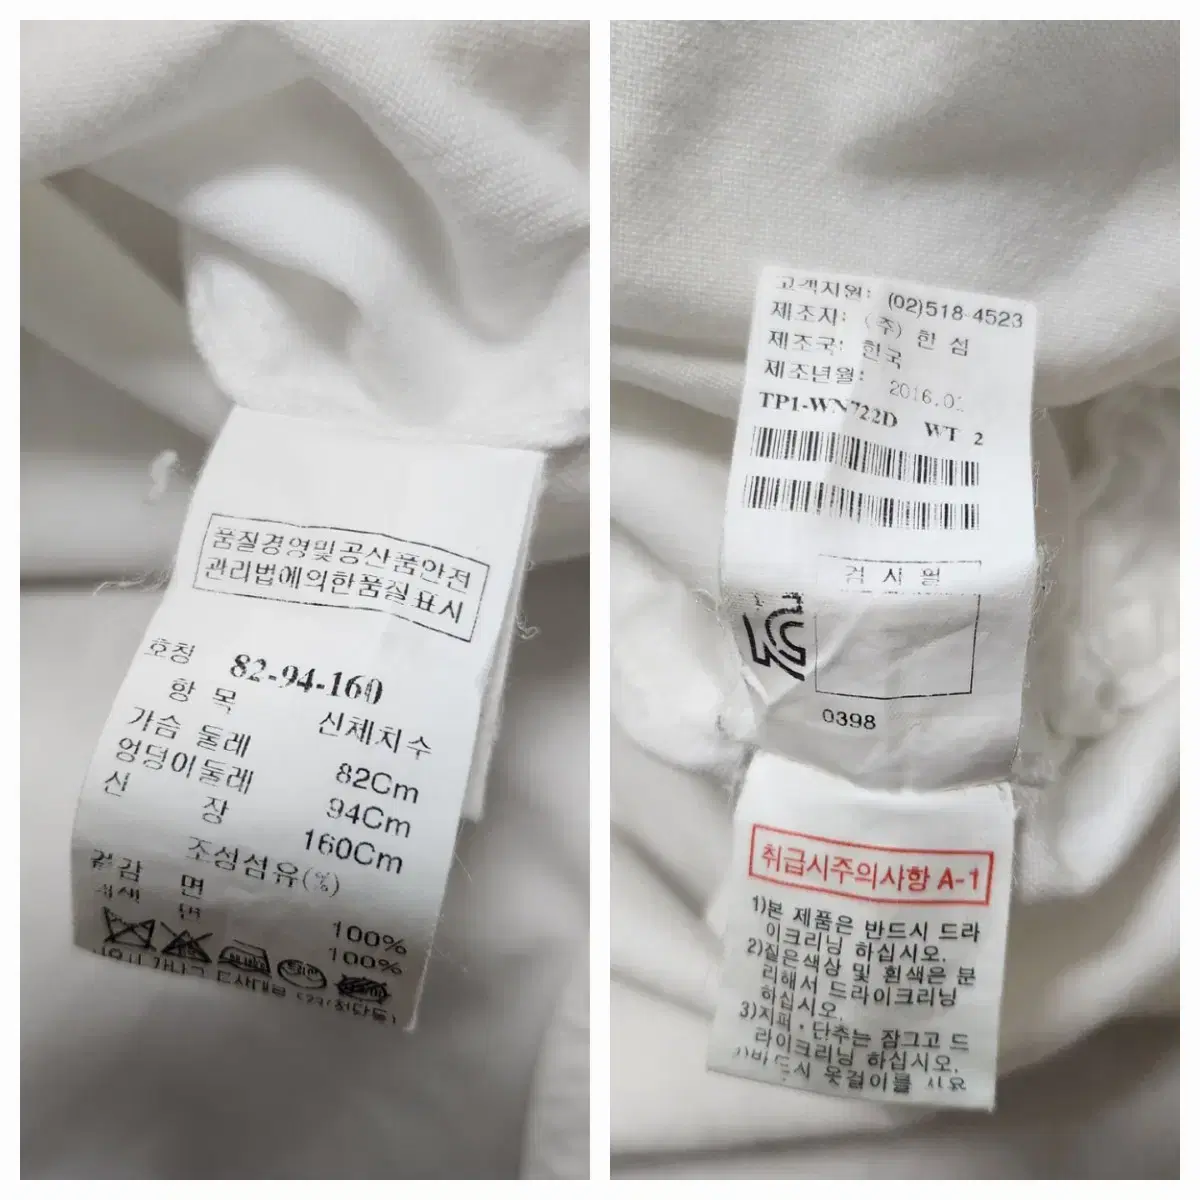 품질경영및공산품안전
관리법에의한품질표시
호칭 82-94-160
항 목 신체치수
가슴 둘레 82Cm
엉덩이둘레 94Cm
신 장 160Cm
조성섬유(%)
겉감 면 100%
100%
고객지원: (02)518-4523
제조자: (주) 한 섬
제조국: 한국
제조년월: 2016.0
TP1-WN722D WT 2
검 사 필
0398
취급시주의사항 A-1
1)본 제품은 반드시 드라
이크리닝 하십시오.
2)짙은색상 및 흰색은 분
리해서 드라이크리닝
하십시오.
3)지퍼·단추는 잠그고 드
라이크리닝 하십시오.
옷걸이를 사용